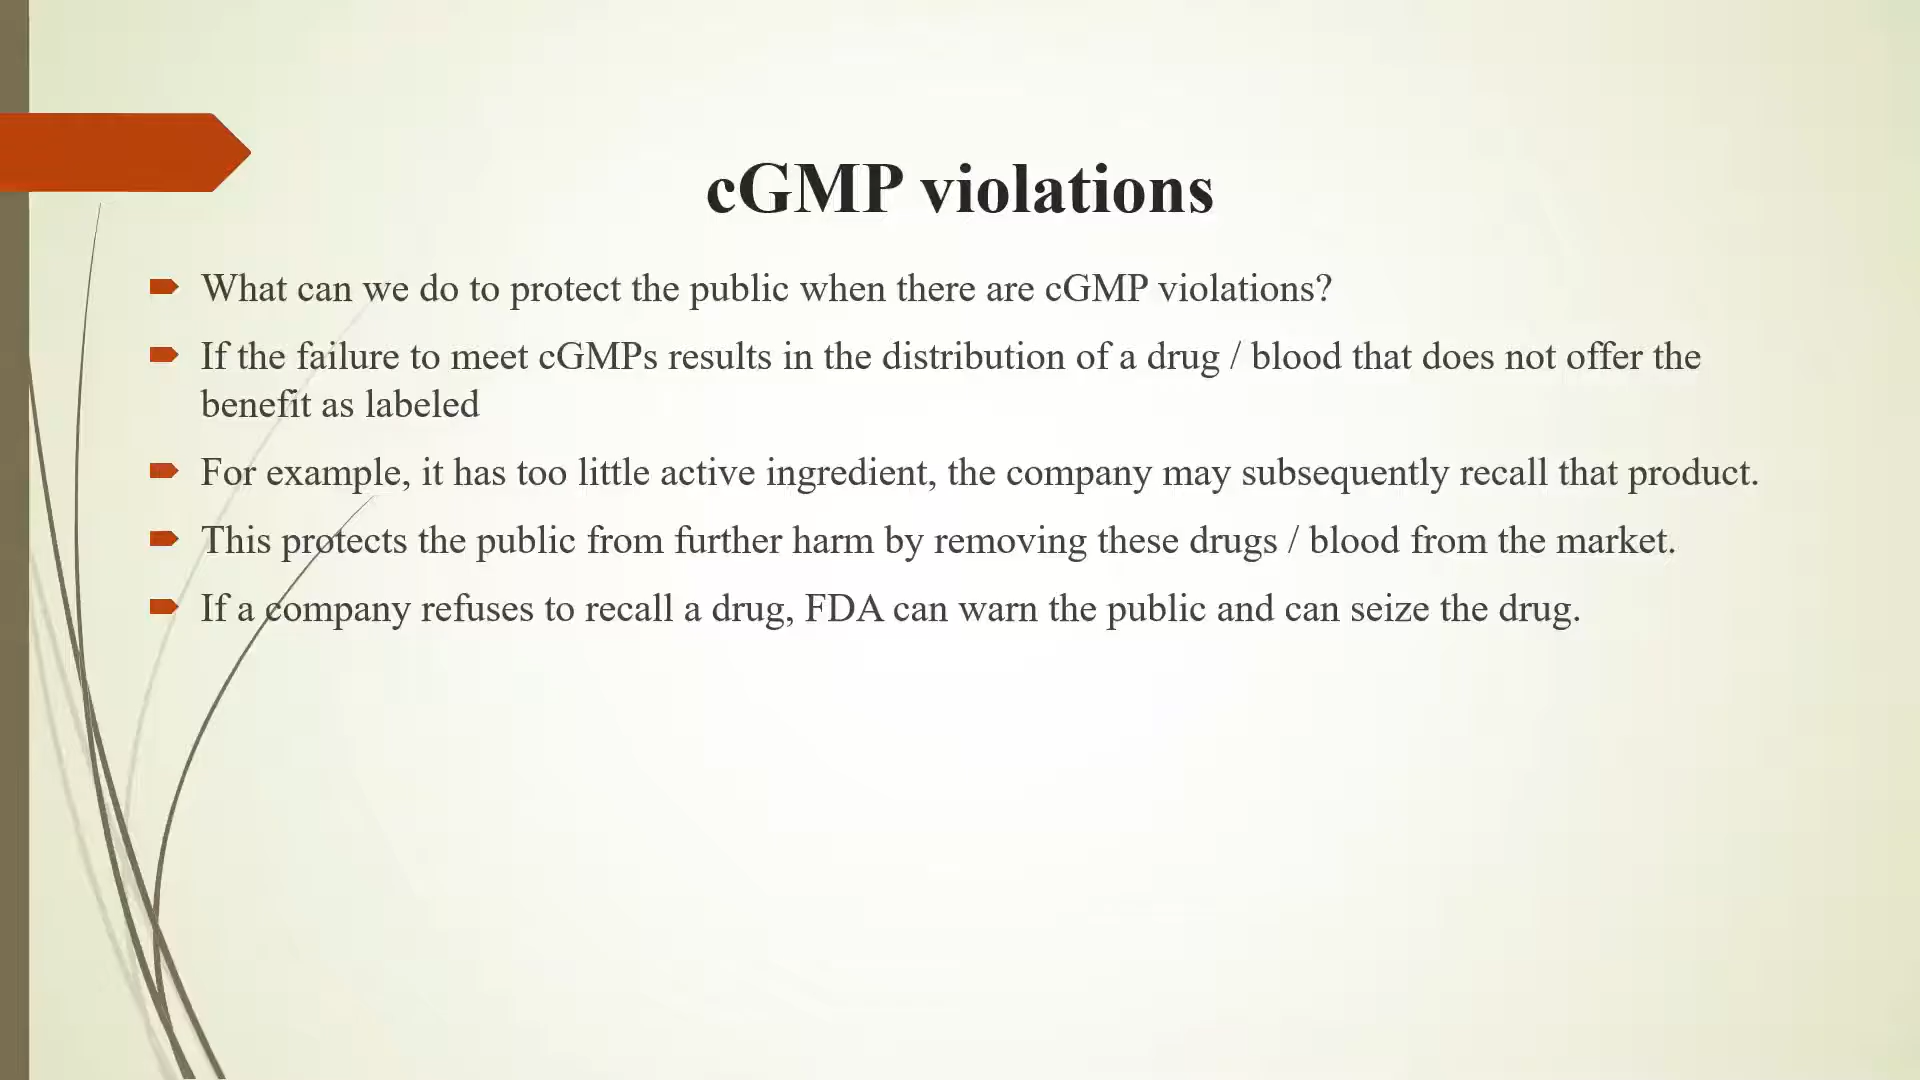 cGMP violations
What can we do to protect the public when there are cGMP violations?
If the failure to meet cGMPs results in the distribution of a drug / blood that does not offer the
benefit as labeled
For example, it has too little active ingredient, the company may subsequently recall that product.
This protects the public from further harm by removing these drugs / blood from the market.
If a company refuses to recall a drug, FDA can warn the public and can seize the drug.